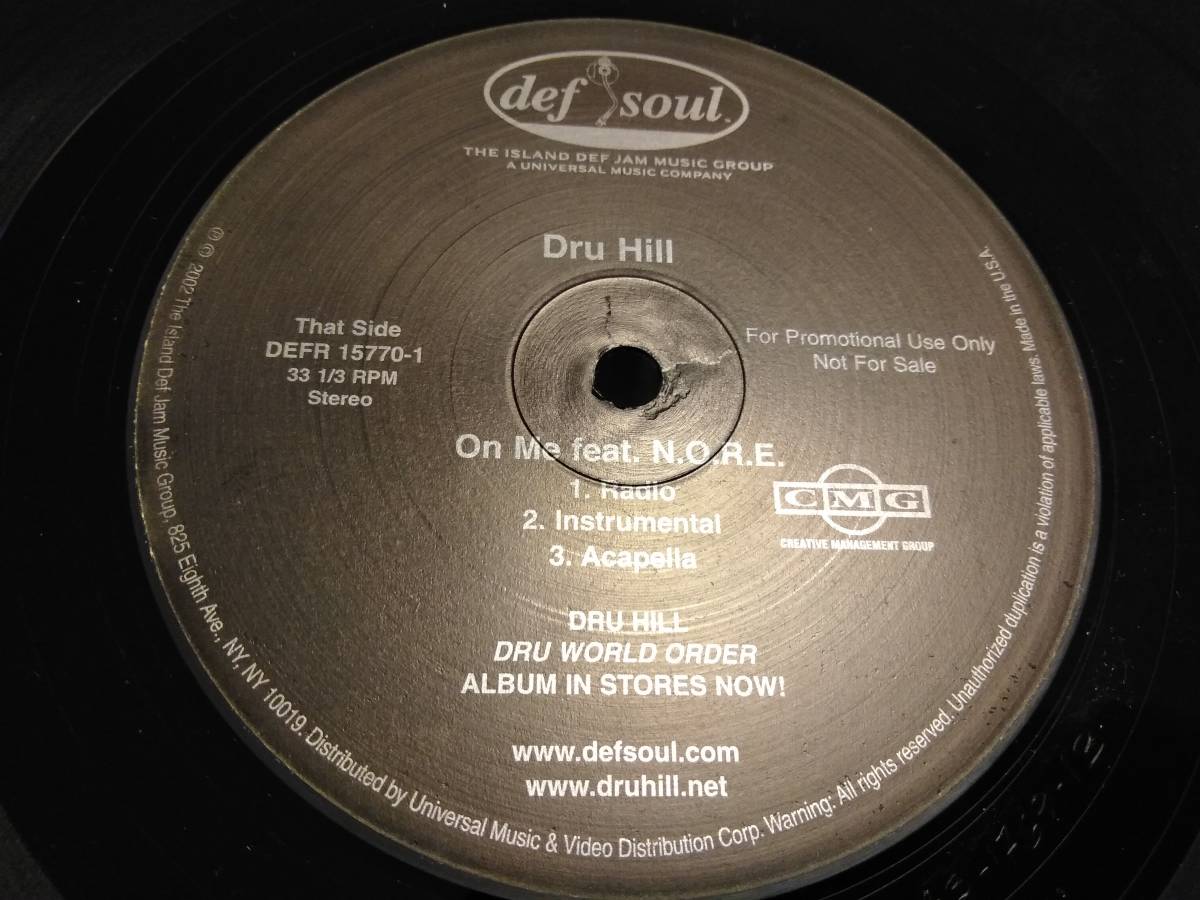 def soul.
THE ISLAND DEF JAM MUSIC GROUP
A UNIVERSAL MUSIC COMPANY
Dru Hill
That Side
DEFR 15770-1
33 1/3 RPM
Stereo
For Promotional Use Only
Not For Sale
On Me feat. N.O.R.E.
1. Radio
2. Instrumental
3. Acapella
CMG
CREATIVE MANAGEMENT GROUP
DRU HILL
DRU WORLD ORDER
ALBUM IN STORES NOW!
www.defsoul.com
www.druhill.net
℗ © 2002 The Island Def Jam Music Group, 825 Eighth Ave., NY, NY 10019. Distributed by Universal Music & Video Distribution Corp. Warning: All rights reserved. Unauthorized duplication is a violation of applicable laws. Made in the U.S.A.